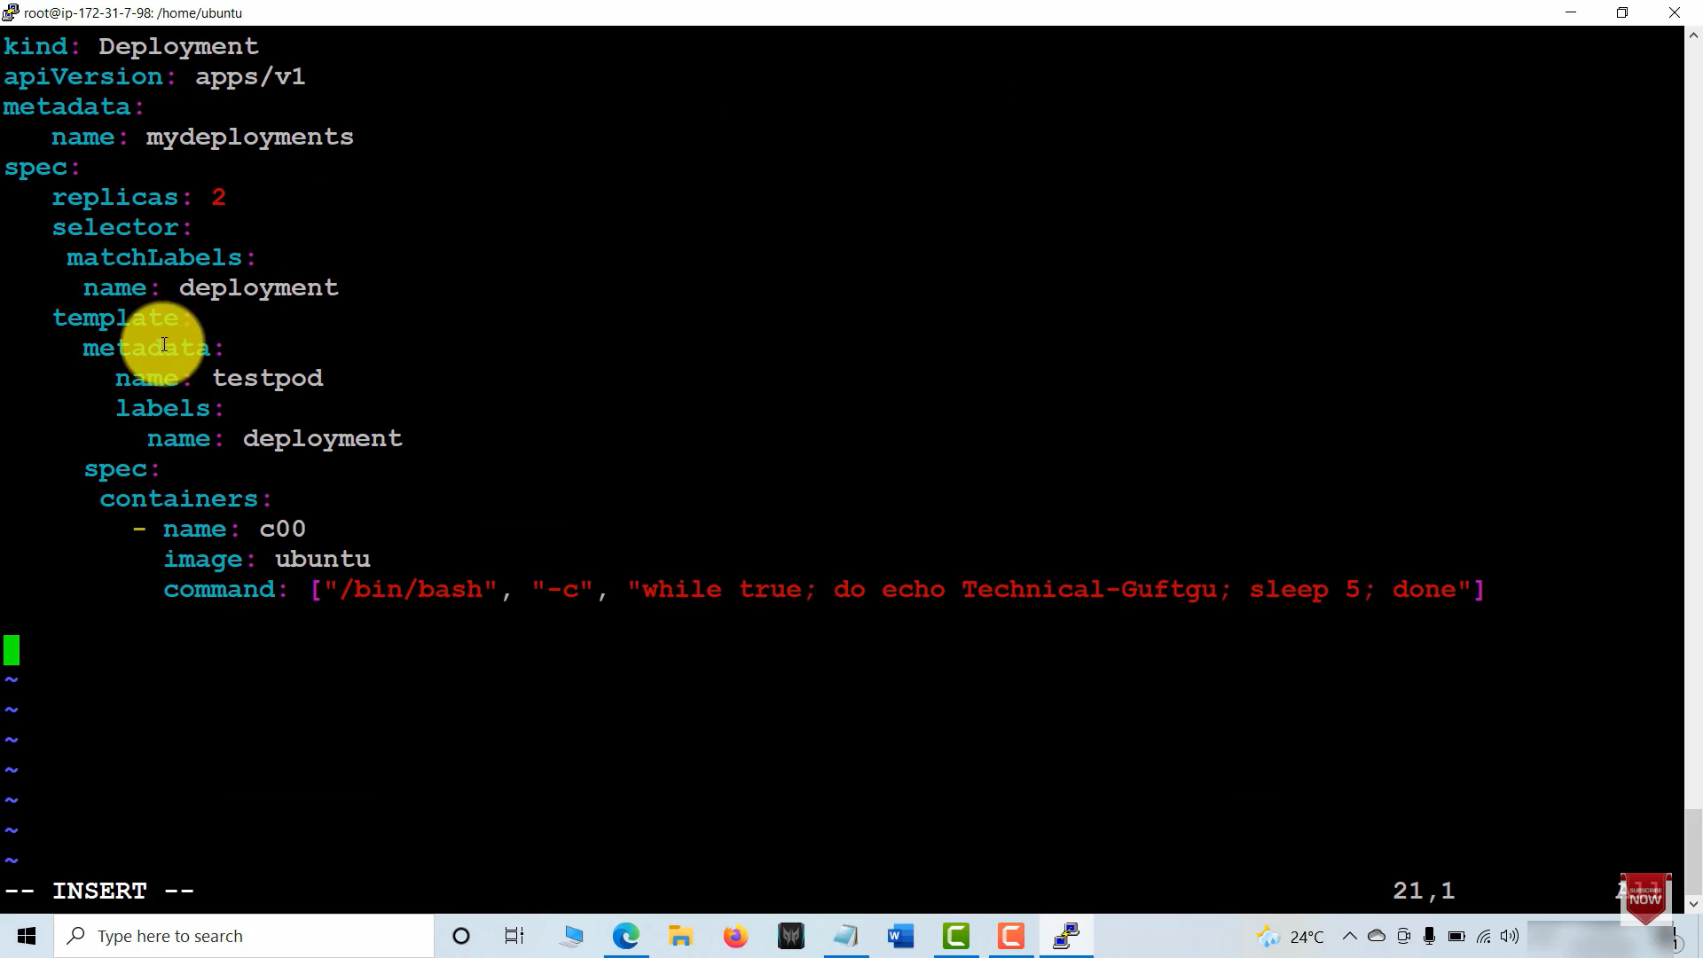 root@ip-172-31-7-98: /home/ubuntu
kind: Deployment
apiVersion: apps/v1
metadata:
   name: mydeployments
spec:
   replicas: 2
   selector:
    matchLabels:
     name: deployment
   template:
     metadata:
       name: testpod
       labels:
         name: deployment
     spec:
      containers:
        - name: c00
          image: ubuntu
          command: ["/bin/bash", "-c", "while true; do echo Technical-Guftgu; sleep 5; done"]
~
~
~
~
~
~
~
-- INSERT --
21,1
SUBSCRIBE
NOW
Type here to search
24°C